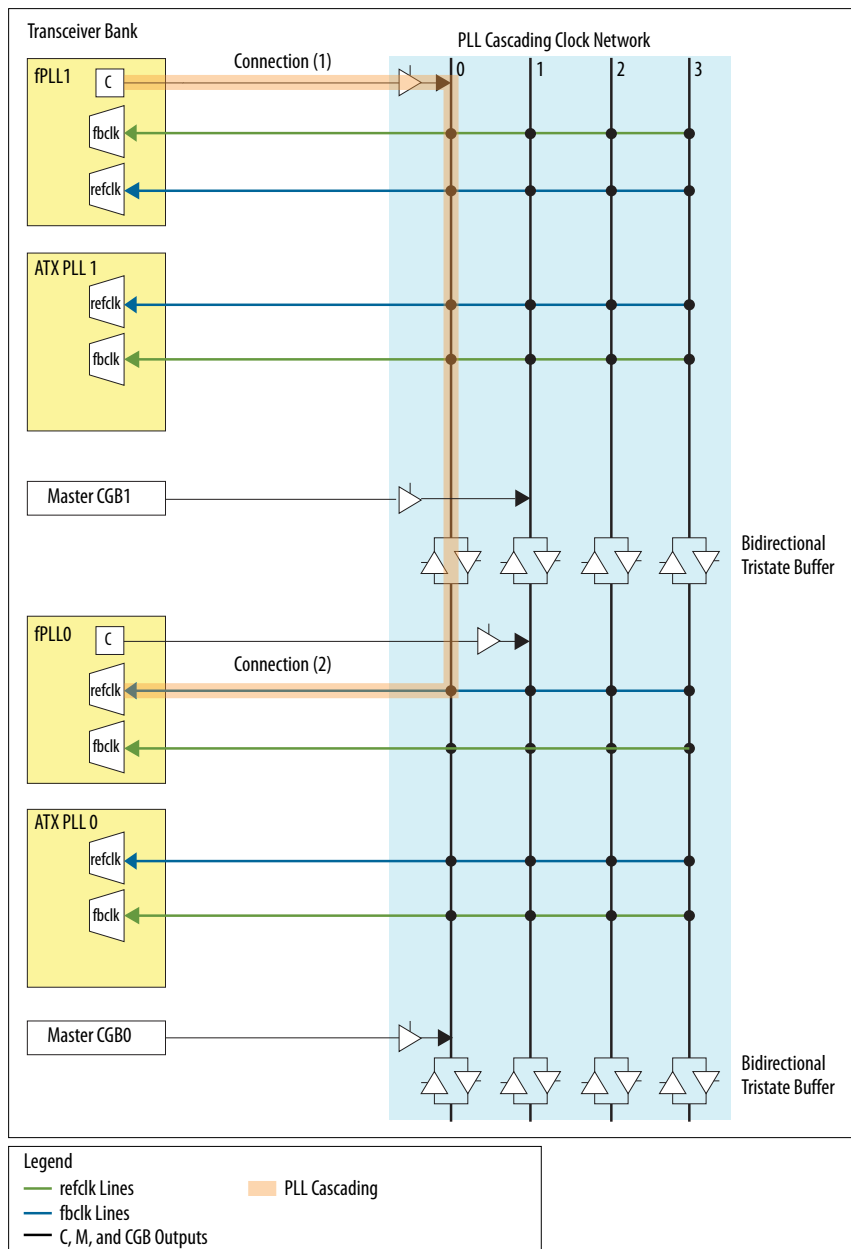 Transceiver Bank
PLL Cascading Clock Network
fPLL1
C
Connection (1)
0
1
2
3
fbclk
refclk
ATX PLL 1
refclk
fbclk
Master CGB1
Bidirectional
Tristate Buffer
fPLL0
C
Connection (2)
refclk
fbclk
ATX PLL 0
refclk
fbclk
Master CGB0
Bidirectional
Tristate Buffer
Legend
refclk Lines
PLL Cascading
fbclk Lines
C, M, and CGB Outputs